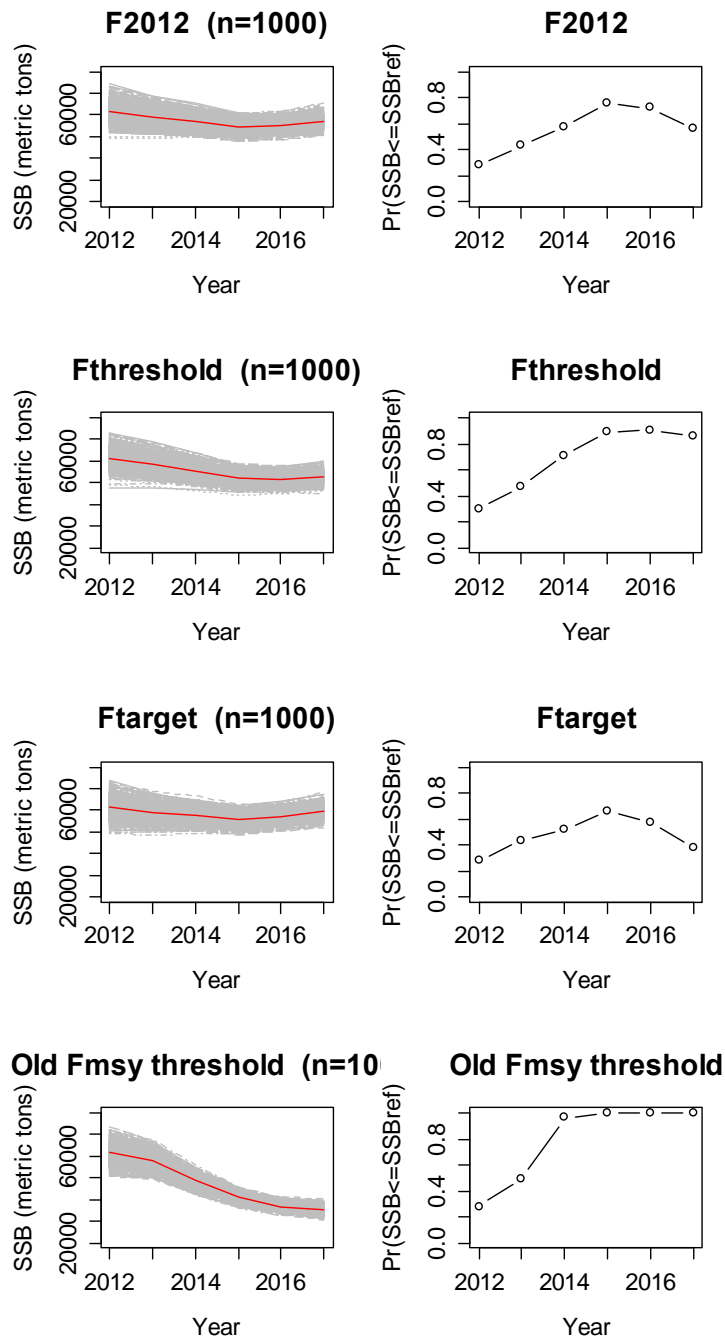 F2012 (n=1000)
SSB (metric tons)
60000
20000
2012 2014 2016
Year
F2012
Pr(SSB<=SSBref)
0.8
0.4
0.0
2012 2014 2016
Year
Fthreshold (n=1000)
SSB (metric tons)
60000
20000
2012 2014 2016
Year
Fthreshold
Pr(SSB<=SSBref)
0.8
0.4
0.0
2012 2014 2016
Year
Ftarget (n=1000)
SSB (metric tons)
60000
20000
2012 2014 2016
Year
Ftarget
Pr(SSB<=SSBref)
0.8
0.4
0.0
2012 2014 2016
Year
Old Fmsy threshold (n=10
SSB (metric tons)
60000
20000
2012 2014 2016
Year
Old Fmsy threshold
Pr(SSB<=SSBref)
0.8
0.4
0.0
2012 2014 2016
Year